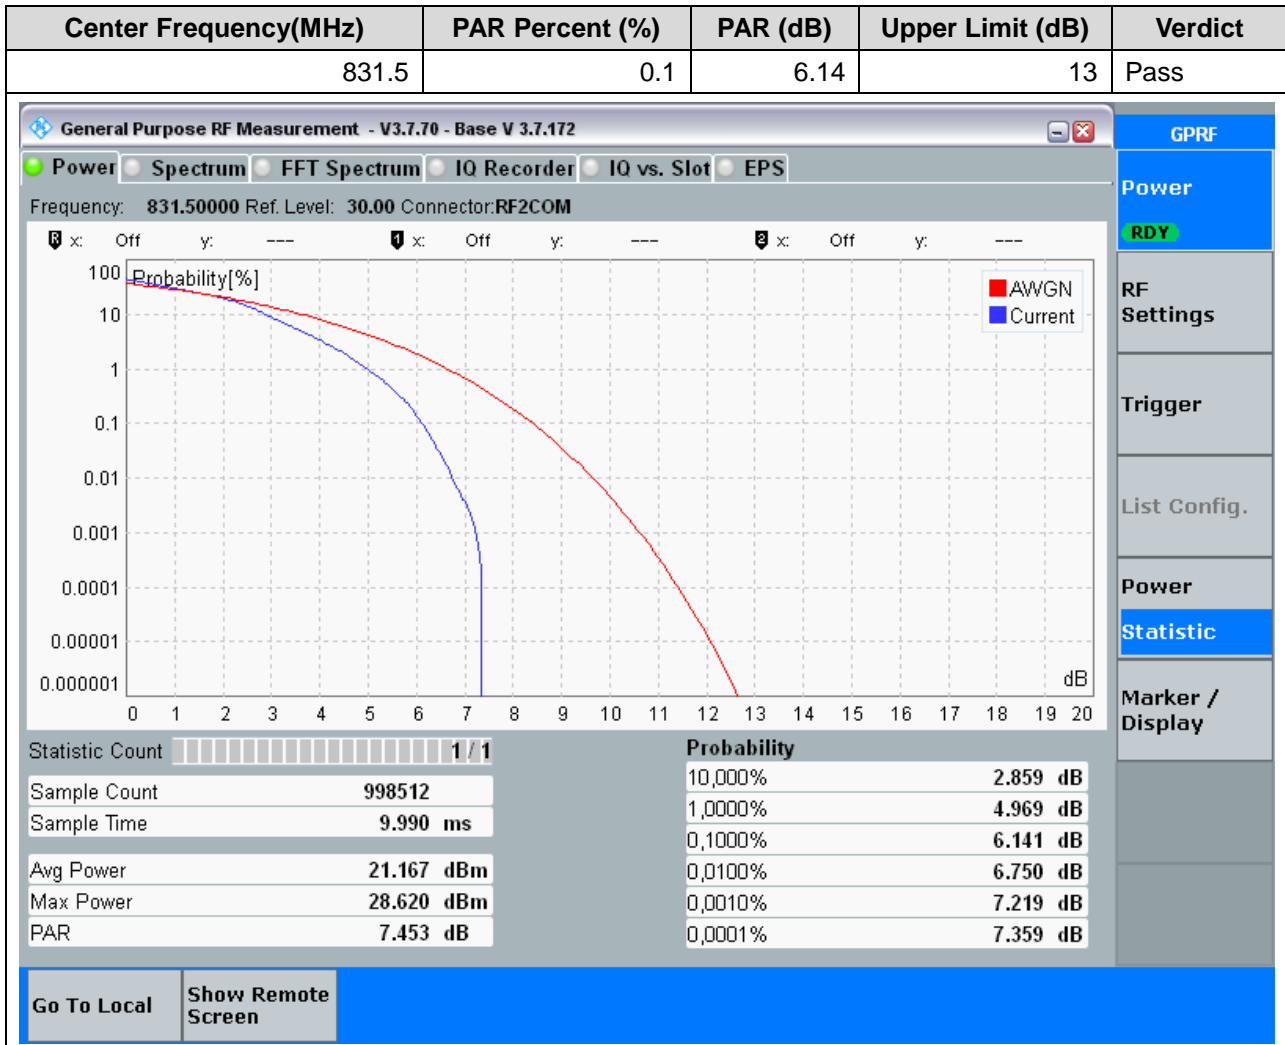 Center Frequency(MHz) PAR Percent (%) PAR (dB) Upper Limit (dB) Verdict
831.5 0.1 6.14 13 Pass
General Purpose RF Measurement - V3.7.70 - Base V 3.7.172
GPRF
Power Spectrum FFT Spectrum IQ Recorder IQ vs. Slot EPS
Frequency: 831.50000 Ref. Level: 30.00 Connector:RF2COM
R x: Off y: --- 1 x: Off y: --- 2 x: Off y: ---
Probability[%]
AWGN
Current
100
10
1
0.1
0.01
0.001
0.0001
0.00001
0.000001
dB
0 1 2 3 4 5 6 7 8 9 10 11 12 13 14 15 16 17 18 19 20
Statistic Count 1 / 1
Sample Count 998512
Sample Time 9.990 ms
Avg Power 21.167 dBm
Max Power 28.620 dBm
PAR 7.453 dB
Probability
10,000% 2.859 dB
1,0000% 4.969 dB
0,1000% 6.141 dB
0,0100% 6.750 dB
0,0010% 7.219 dB
0,0001% 7.359 dB
Power
RDY
RF
Settings
Trigger
List Config.
Power
Statistic
Marker /
Display
Go To Local
Show Remote
Screen